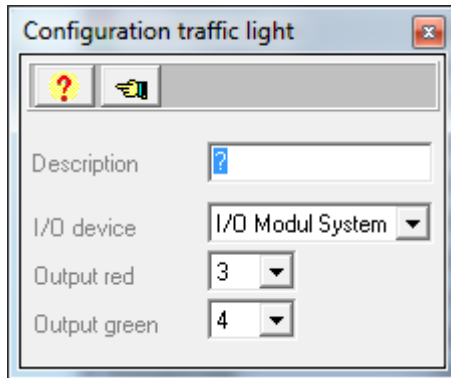 Configuration traffic light
?
Description ?
I/O device I/O Modul System
Output red 3
Output green 4